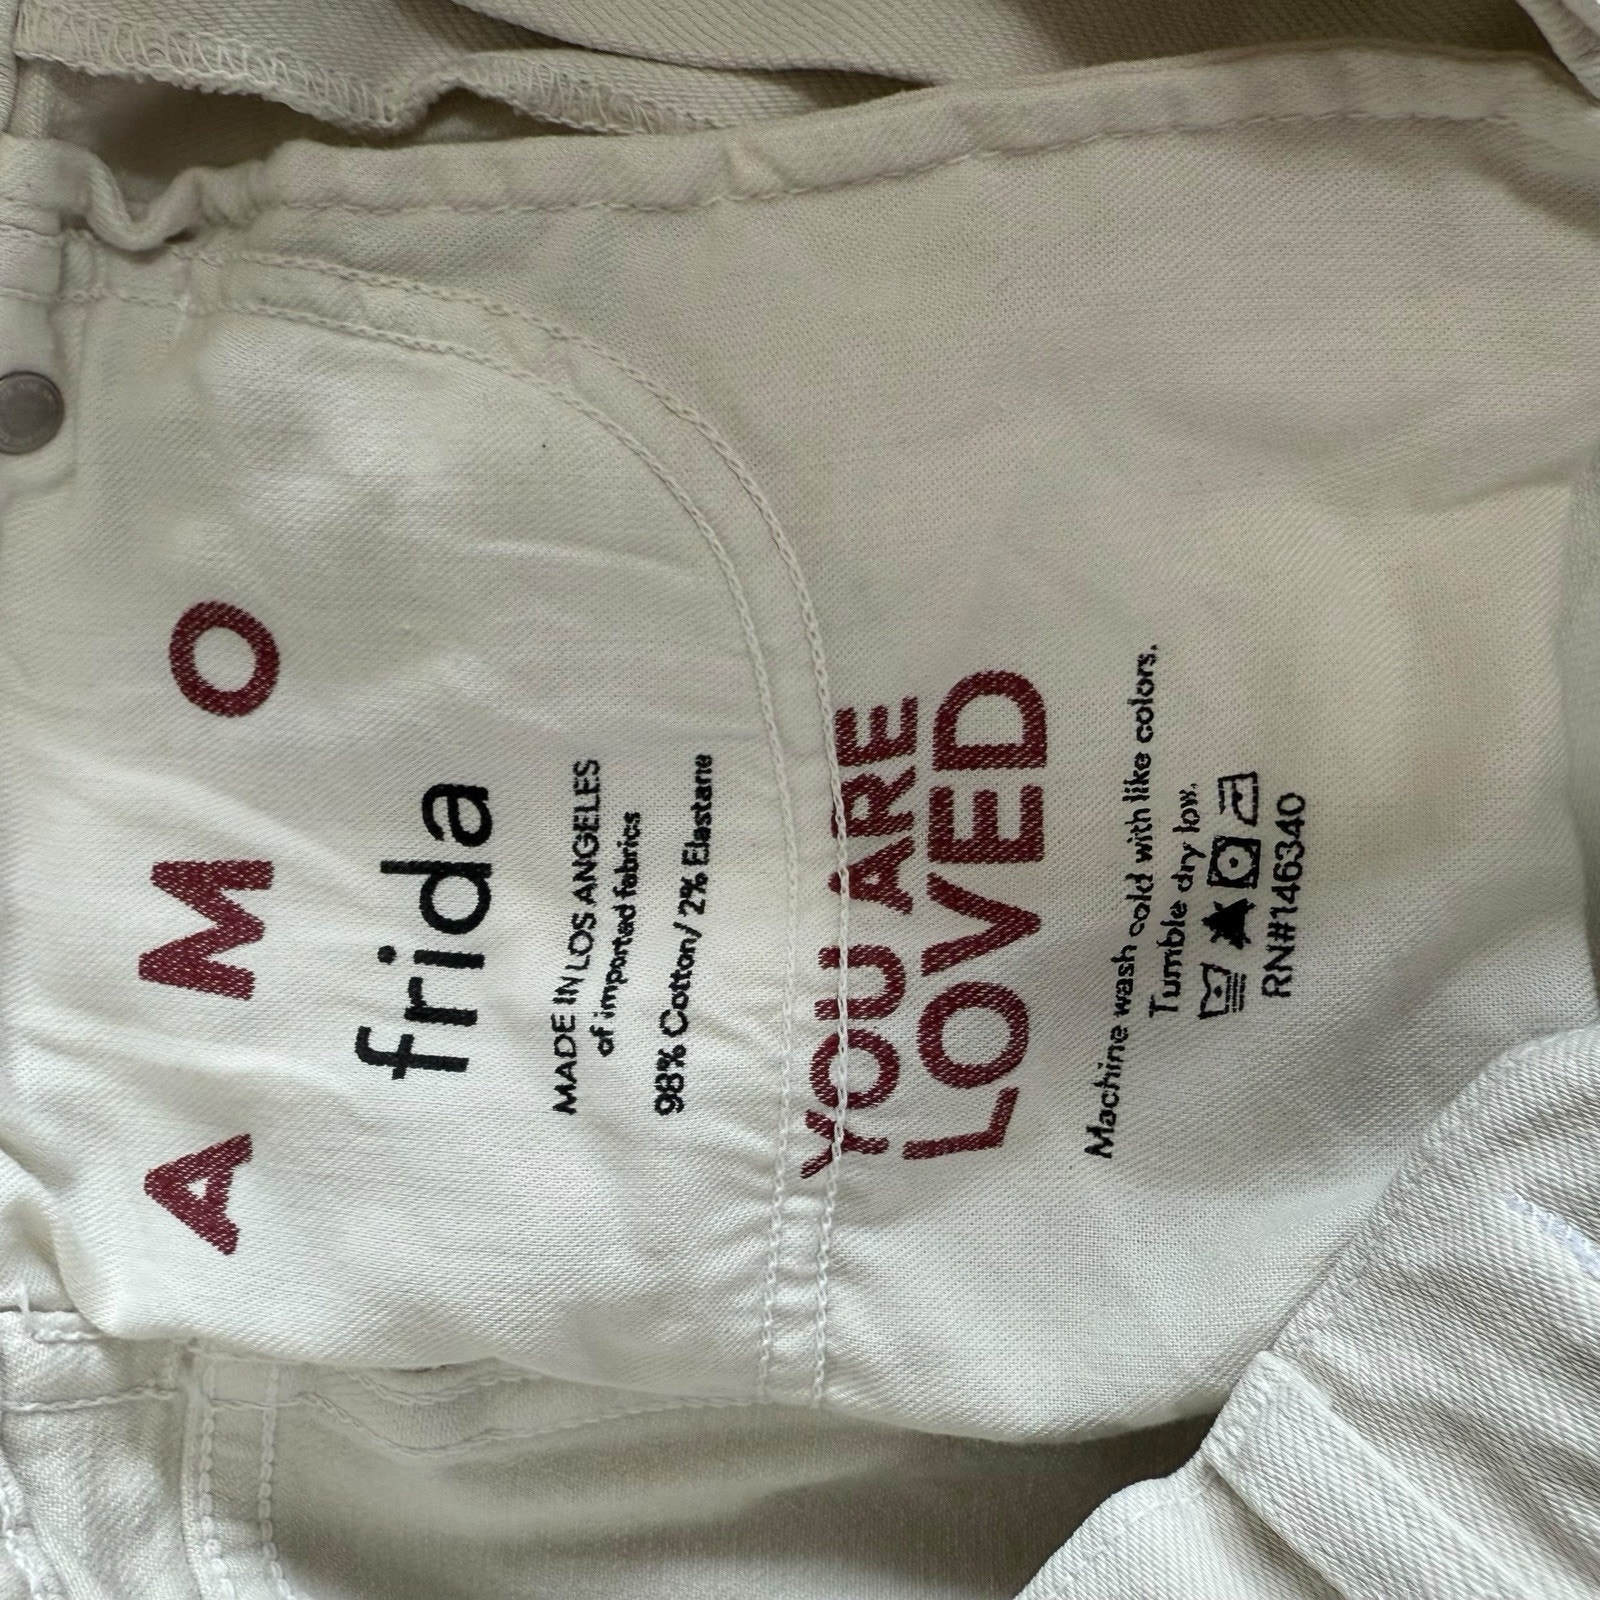 AMO
frida
MADE IN LOS ANGELES
of imported fabrics
98% Cotton/ 2% Elastane
YOU ARE
LOVED
Machine wash cold with like colors.
Tumble dry low.
RN#146340